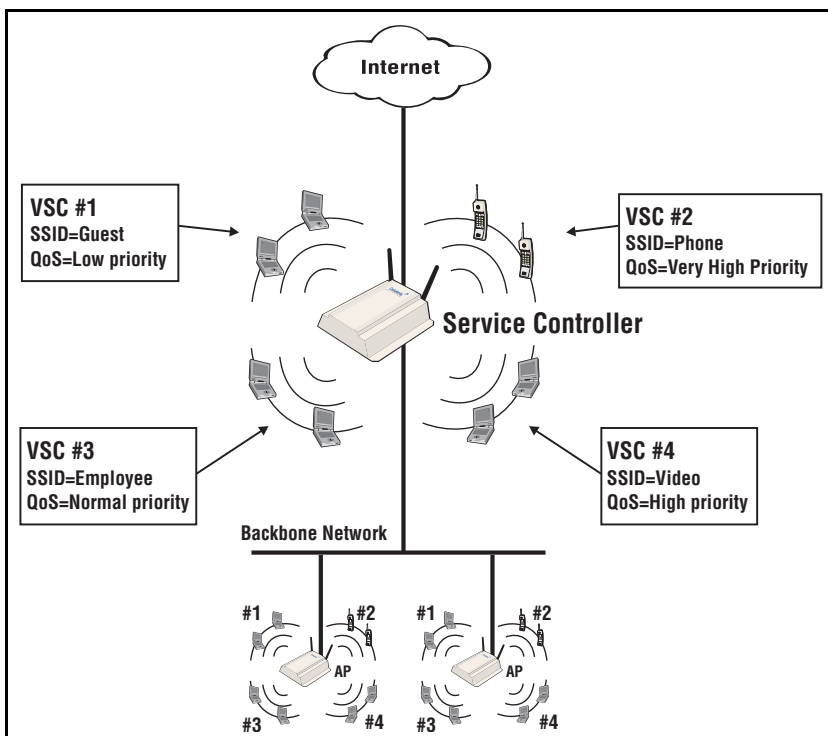 Internet
VSC #1
SSID=Guest
QoS=Low priority
VSC #2
SSID=Phone
QoS=Very High Priority
Service Controller
VSC #3
SSID=Employee
QoS=Normal priority
VSC #4
SSID=Video
QoS=High priority
Backbone Network
#1
#2
AP
#3
#4
#1
#2
AP
#3
#4